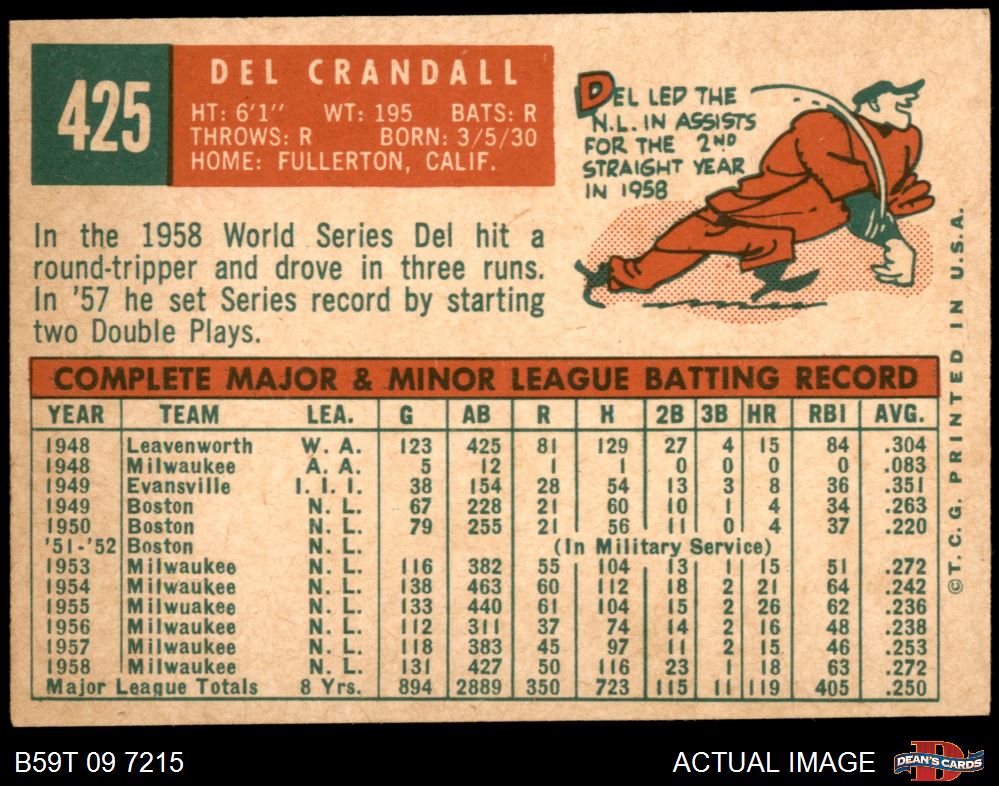 425
DEL CRANDALL
HT: 6'1" WT: 195 BATS: R
THROWS: R BORN: 3/5/30
HOME: FULLERTON, CALIF.
DEL LED THE
N.L. IN ASSISTS
FOR THE 2ND
STRAIGHT YEAR
IN 1958
In the 1958 World Series Del hit a
round-tripper and drove in three runs.
In '57 he set Series record by starting
two Double Plays.
COMPLETE MAJOR & MINOR LEAGUE BATTING RECORD
YEAR TEAM LEA. G AB R H 2B 3B HR RBI AVG.
1948 Leavenworth W. A. 123 425 81 129 27 4 15 84 .304
1948 Milwaukee A. A. 5 12 1 1 0 0 0 0 .083
1949 Evansville I. I. I. 38 154 28 54 13 3 8 36 .351
1949 Boston N. L. 67 228 21 60 10 1 4 34 .263
1950 Boston N. L. 79 255 21 56 11 0 4 37 .220
'51-'52 Boston N. L. (In Military Service)
1953 Milwaukee N. L. 116 382 55 104 13 1 15 51 .272
1954 Milwaukee N. L. 138 463 60 112 18 2 21 64 .242
1955 Milwuakee N. L. 133 440 61 104 15 2 26 62 .236
1956 Milwaukee N. L. 112 311 37 74 14 2 16 48 .238
1957 Milwaukee N. L. 118 383 45 97 11 2 15 46 .253
1958 Milwaukee N. L. 131 427 50 116 23 1 18 63 .272
Major League Totals 8 Yrs. 894 2889 350 723 115 11 119 405 .250
© T. C. G. PRINTED IN U.S.A.
B59T 09 7215
ACTUAL IMAGE
DEAN'S CARDS